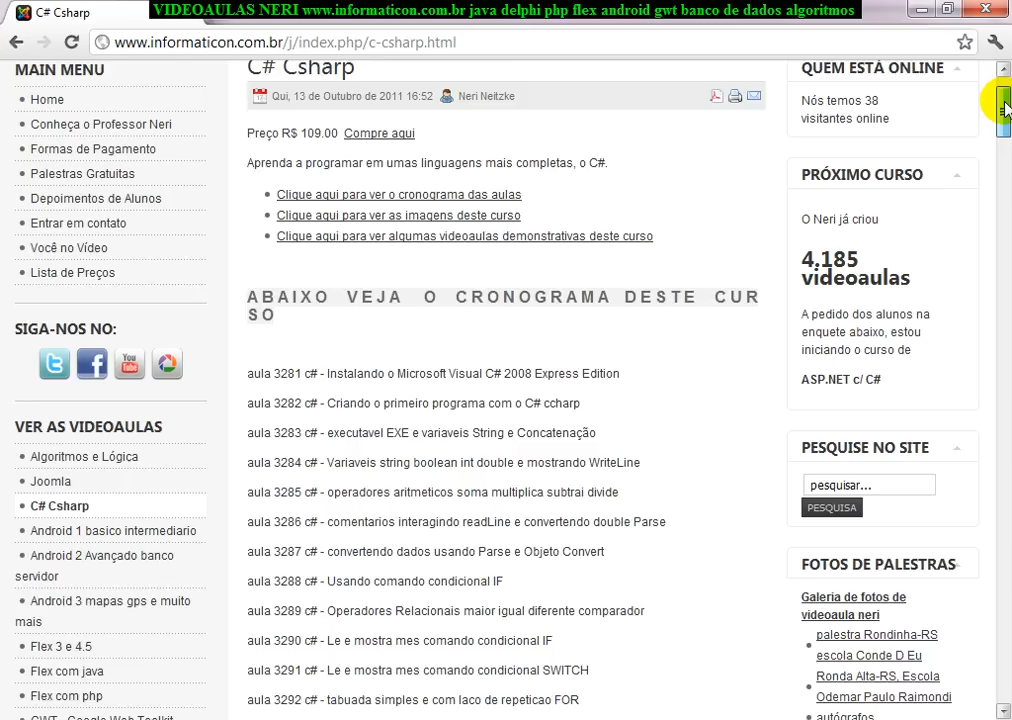 C# Csharp
VIDEOAULAS NERI www.informaticon.com.br java delphi php flex android gwt banco de dados algoritmos
www.informaticon.com.br/j/index.php/c-csharp.html
MAIN MENU
Home
Conheça o Professor Neri
Formas de Pagamento
Palestras Gratuitas
Depoimentos de Alunos
Entrar em contato
Você no Vídeo
Lista de Preços
SIGA-NOS NO:
You
Tube
VER AS VIDEOAULAS
Algoritmos e Lógica
Joomla
C# Csharp
Android 1 basico intermediario
Android 2 Avançado banco
servidor
Android 3 mapas gps e muito
mais
Flex 3 e 4.5
Flex com java
Flex com php
GWT - Google Web Toolkit
C# Csharp
Qui, 13 de Outubro de 2011 16:52 Neri Neitzke
Preço R$ 109.00 Compre aqui
Aprenda a programar em umas linguagens mais completas, o C#.
Clique aqui para ver o cronograma das aulas
Clique aqui para ver as imagens deste curso
Clique aqui para ver algumas videoaulas demonstrativas deste curso
ABAIXO VEJA O CRONOGRAMA DESTE CUR
SO
aula 3281 c# - Instalando o Microsoft Visual C# 2008 Express Edition
aula 3282 c# - Criando o primeiro programa com o C# ccharp
aula 3283 c# - executavel EXE e variaveis String e Concatenação
aula 3284 c# - Variaveis string boolean int double e mostrando WriteLine
aula 3285 c# - operadores aritmeticos soma multiplica subtrai divide
aula 3286 c# - comentarios interagindo readLine e convertendo double Parse
aula 3287 c# - convertendo dados usando Parse e Objeto Convert
aula 3288 c# - Usando comando condicional IF
aula 3289 c# - Operadores Relacionais maior igual diferente comparador
aula 3290 c# - Le e mostra mes comando condicional IF
aula 3291 c# - Le e mostra mes comando condicional SWITCH
aula 3292 c# - tabuada simples e com laco de repeticao FOR
QUEM ESTÁ ONLINE
Nós temos 38
visitantes online
PRÓXIMO CURSO
O Neri já criou
4.185
videoaulas
A pedido dos alunos na
enquete abaixo, estou
iniciando o curso de
ASP.NET c/ C#
PESQUISE NO SITE
pesquisar...
PESQUISA
FOTOS DE PALESTRAS
Galeria de fotos de
videoaula neri
palestra Rondinha-RS
escola Conde D Eu
Ronda Alta-RS, Escola
Odemar Paulo Raimondi
autógrafos